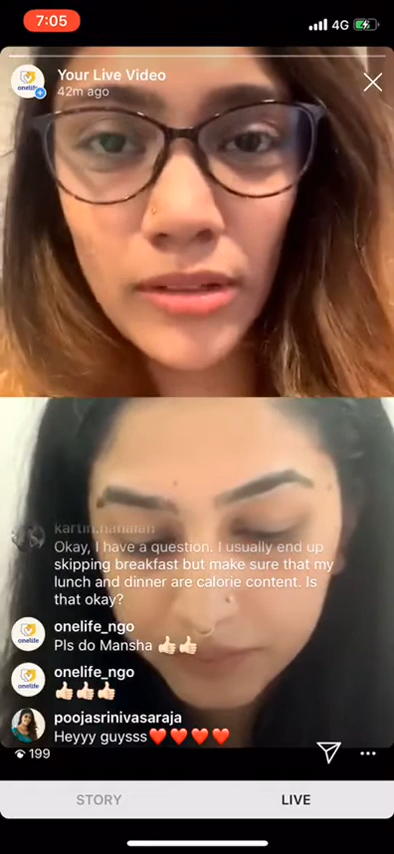 7:05
4G
onelife
Your Live Video
42m ago
Okay, I have a question. I usually end up
skipping breakfast but make sure that my
lunch and dinner are calorie content. Is
that okay?
onelife
onelife_ngo
Pls do Mansha 👍🏻👍🏻
onelife
onelife_ngo
👍🏻👍🏻👍🏻
poojasrinivasaraja
Heyyy guysss❤️❤️❤️❤️
199
STORY
LIVE